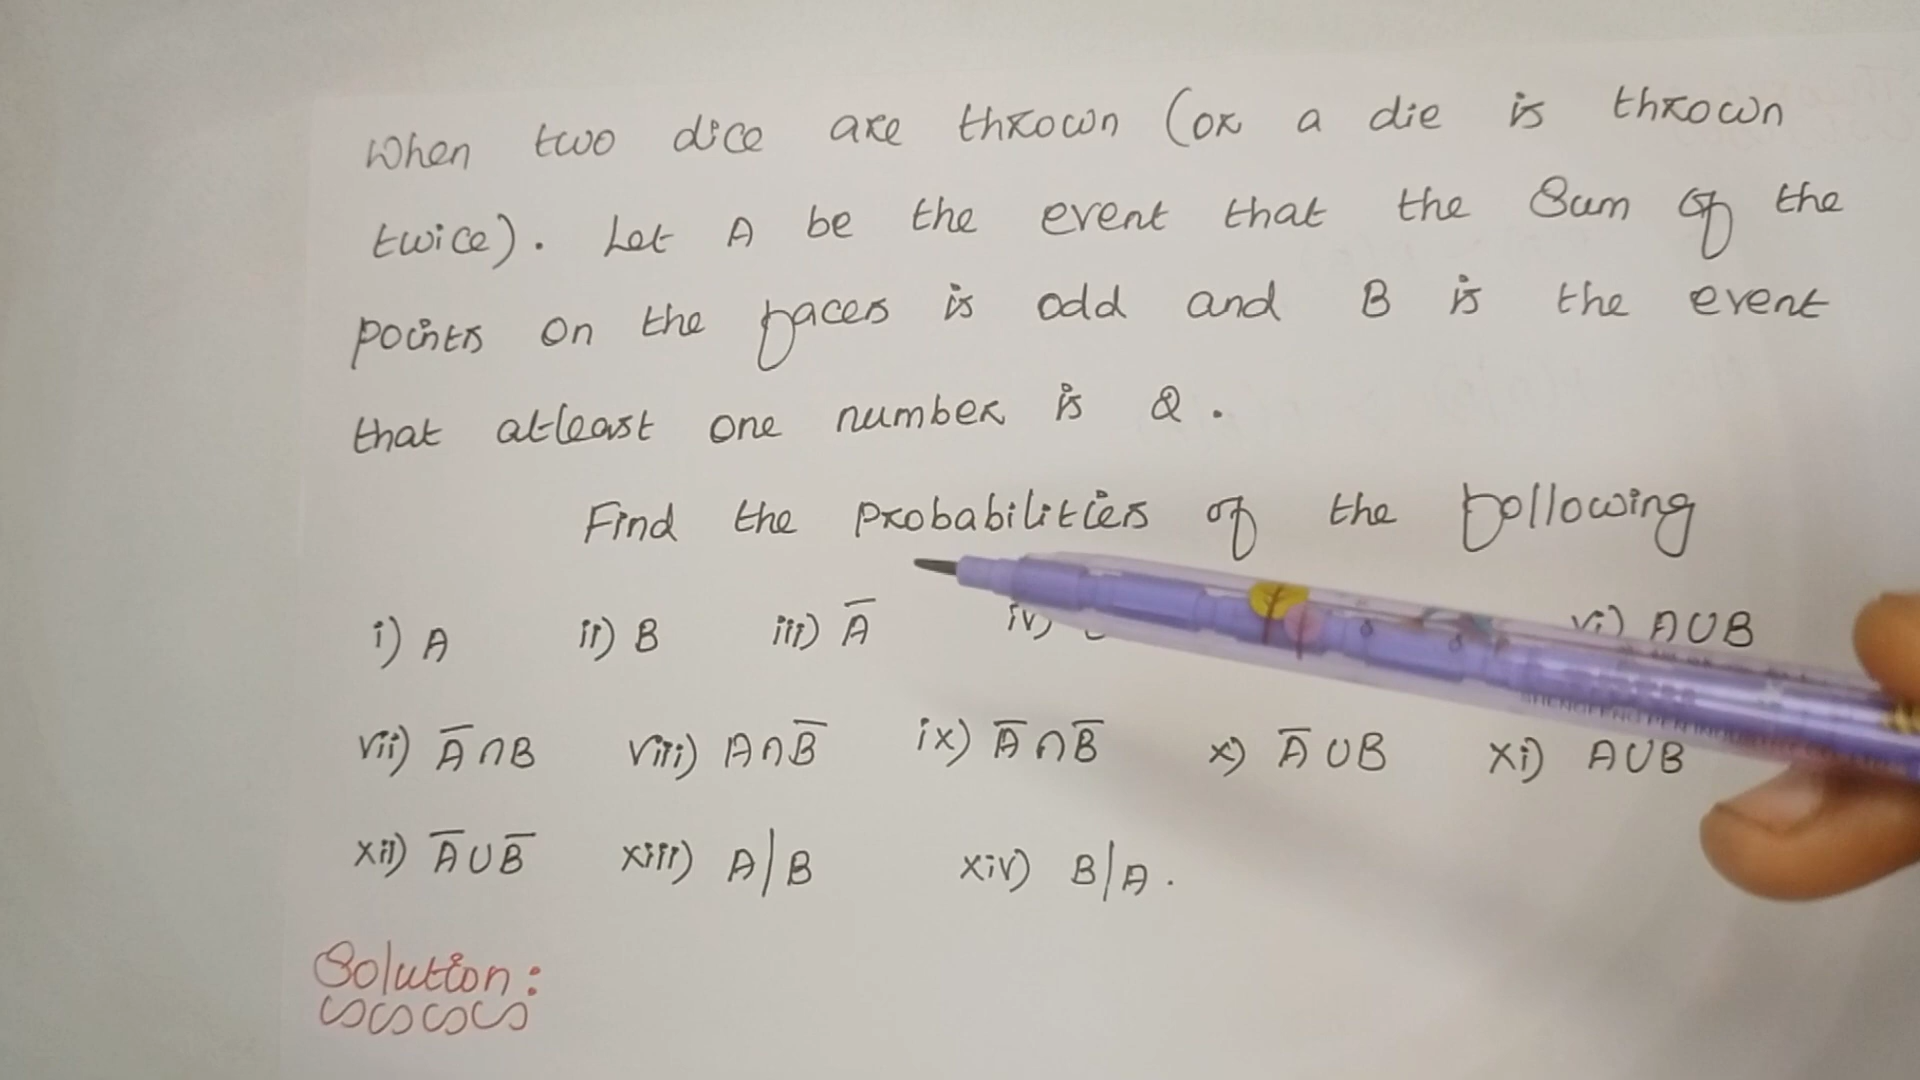 When two dice are thrown (or a die is thrown
twice). Let A be the event that the Sum of the
points on the faces is odd and B is the event
that atleast one number is 2.
Find the probabilities of the following
i) A ii) B iii) A̅ iv) vi) A∪B
vii) A̅∩B viii) A∩B̅ ix) A̅∩B̅ x) A̅∪B xi) A∪B
xii) A̅∪B̅ xiii) A|B xiv) B|A.
Solution: